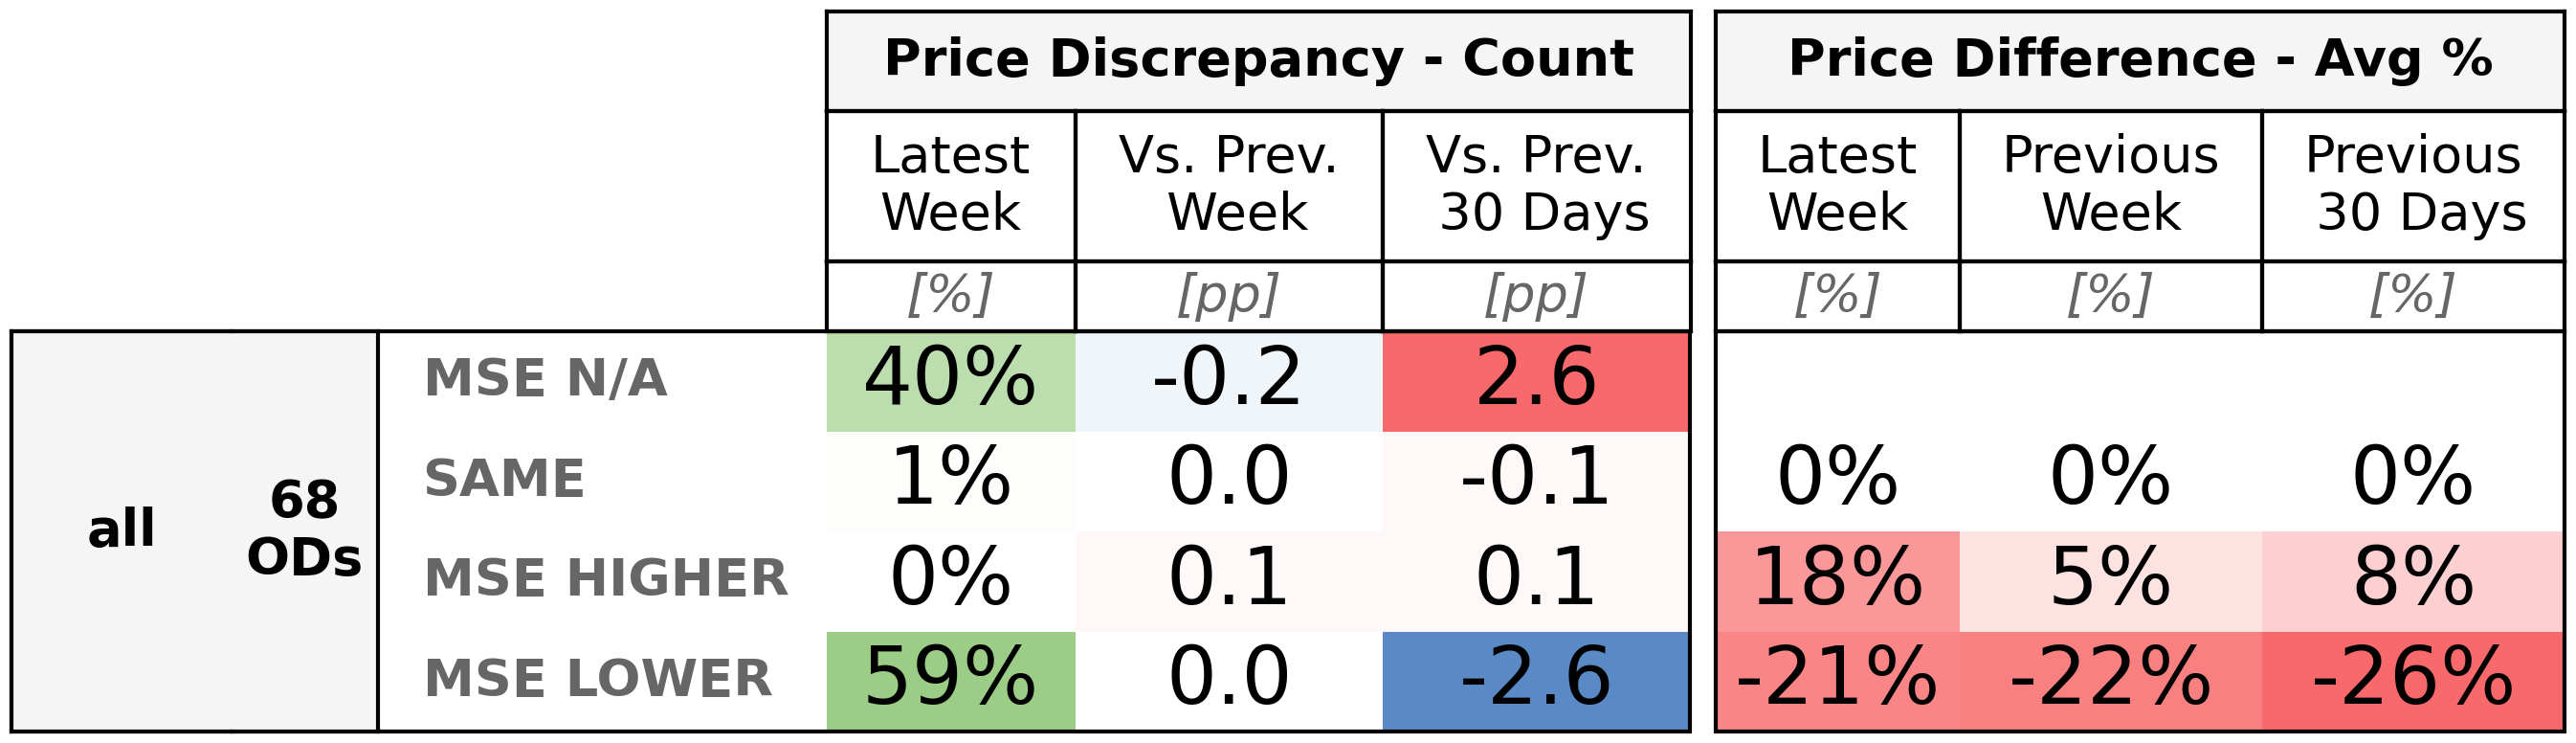 Price Discrepancy - Count
Price Difference - Avg %
Latest Week
Vs. Prev. Week
Vs. Prev. 30 Days
Latest Week
Previous Week
Previous 30 Days
[%] [pp] [pp] [%] [%] [%]
all
68 ODs
MSE N/A 40% -0.2 2.6
SAME 1% 0.0 -0.1 0% 0% 0%
MSE HIGHER 0% 0.1 0.1 18% 5% 8%
MSE LOWER 59% 0.0 -2.6 -21% -22% -26%